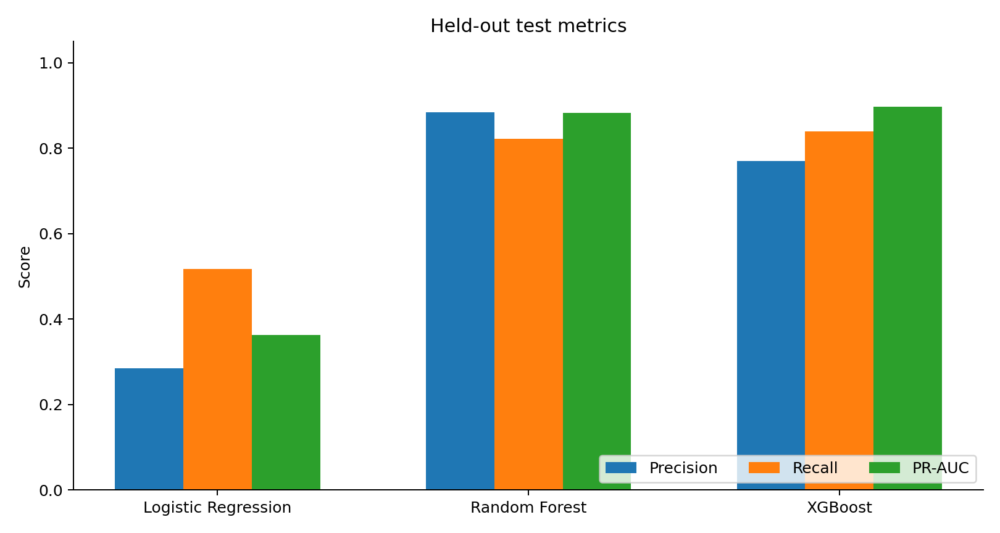 Held-out test metrics
Score
1.0
0.8
0.6
0.4
0.2
0.0
Precision Recall PR-AUC
Logistic Regression Random Forest XGBoost